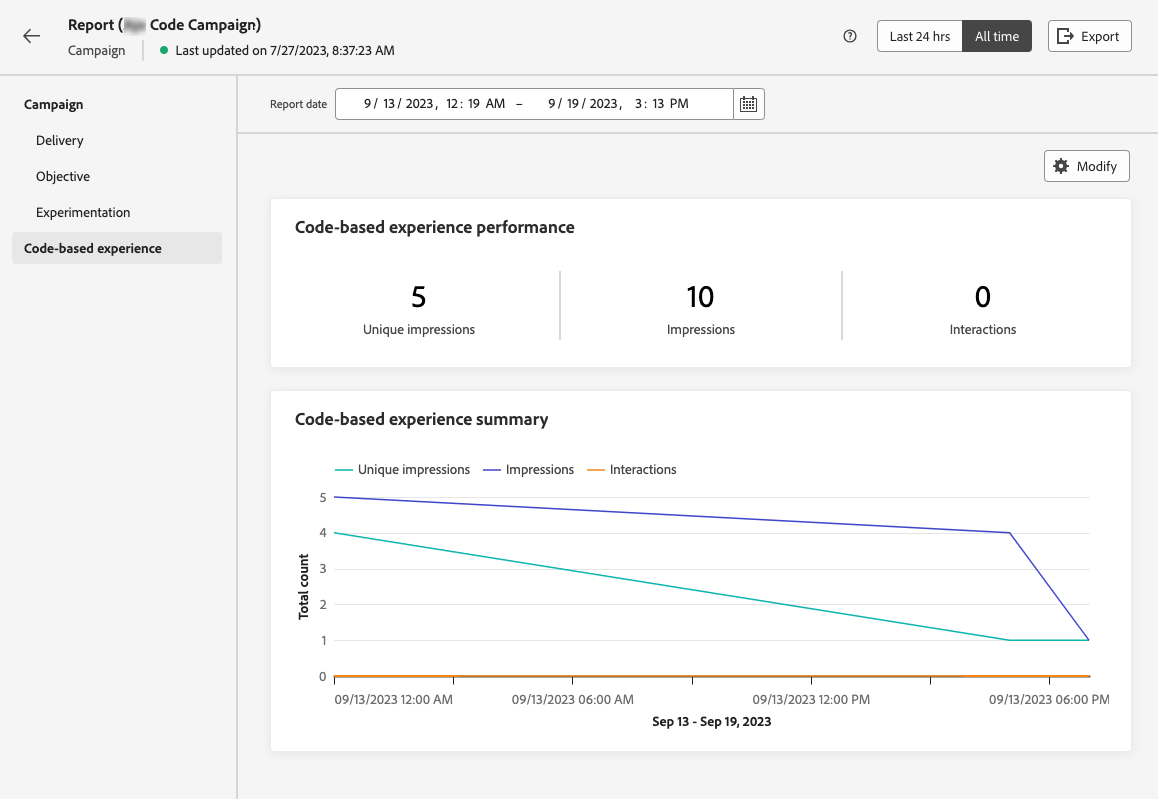 Report ( Code Campaign)
Campaign
Last updated on 7/27/2023, 8:37:23 AM
Last 24 hrs
All time
Export
Campaign
Delivery
Objective
Experimentation
Code-based experience
Report date
9/ 13/ 2023, 12: 19 AM –
9/ 19/ 2023, 3: 13 PM
Modify
Code-based experience performance
5
Unique impressions
10
Impressions
0
Interactions
Code-based experience summary
Unique impressions
Impressions
Interactions
Total count
5
4
3
2
1
0
09/13/2023 12:00 AM
09/13/2023 06:00 AM
09/13/2023 12:00 PM
09/13/2023 06:00 PM
Sep 13 - Sep 19, 2023